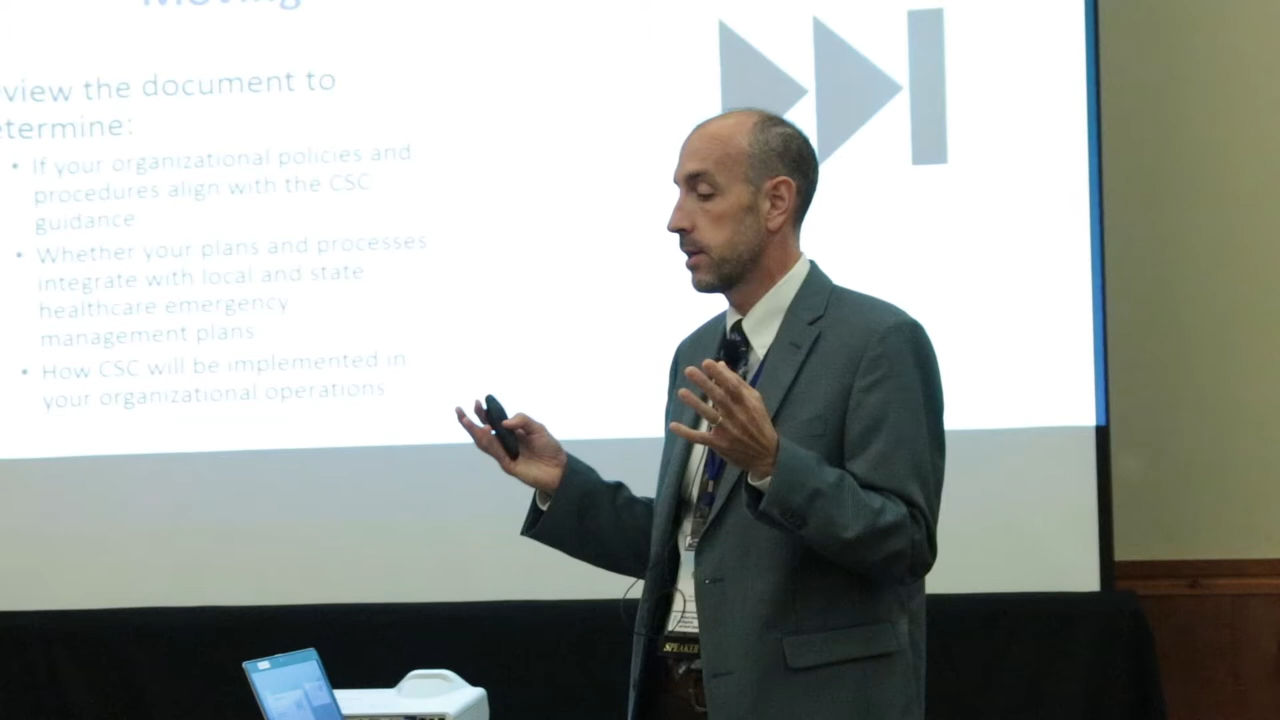 Moving
view the document to
etermine:
• If your organizational policies and
procedures align with the CSC
guidance
• Whether your plans and processes
integrate with local and state
healthcare emergency
management plans
• How CSC will be implemented in
your organizational operations
SPEAKER